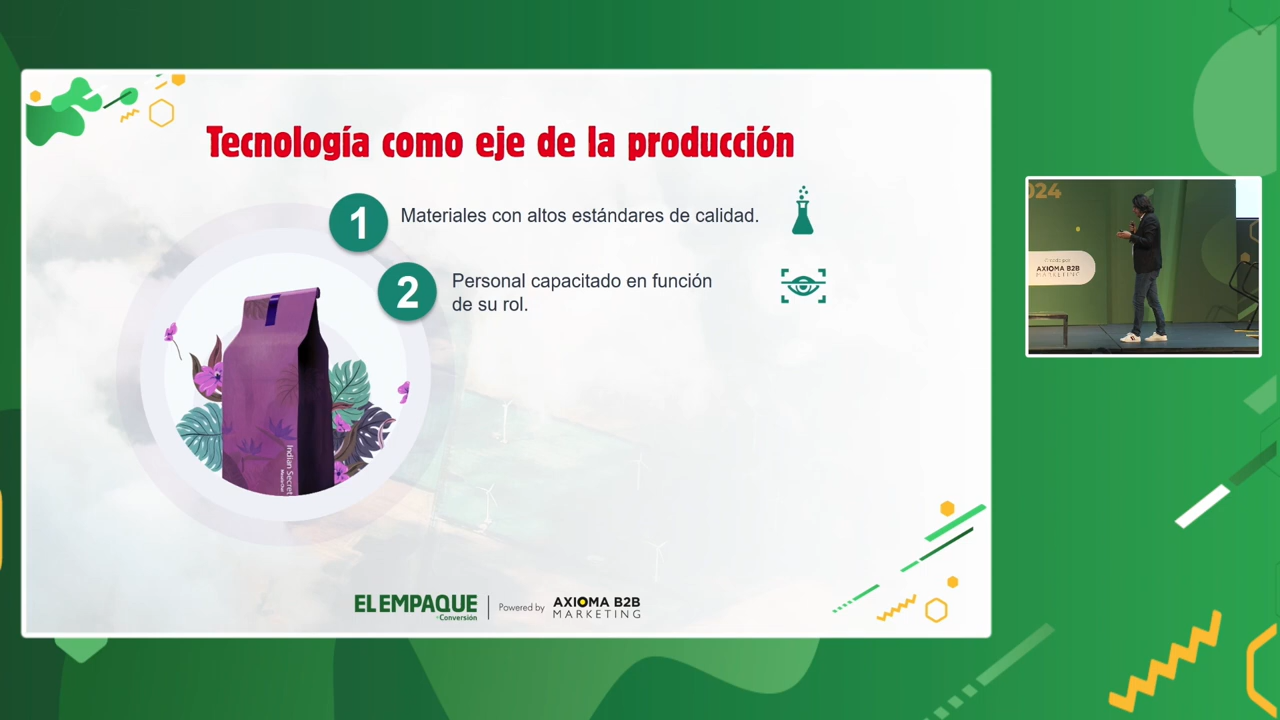 Tecnología como eje de la producción
1
Materiales con altos estándares de calidad.
2
Personal capacitado en función
de su rol.
Indian Secret
EL EMPAQUE
+Conversión
Powered by
AXIOMA B2B
MARKETING
024
AXIOMA B2B
MARKETING